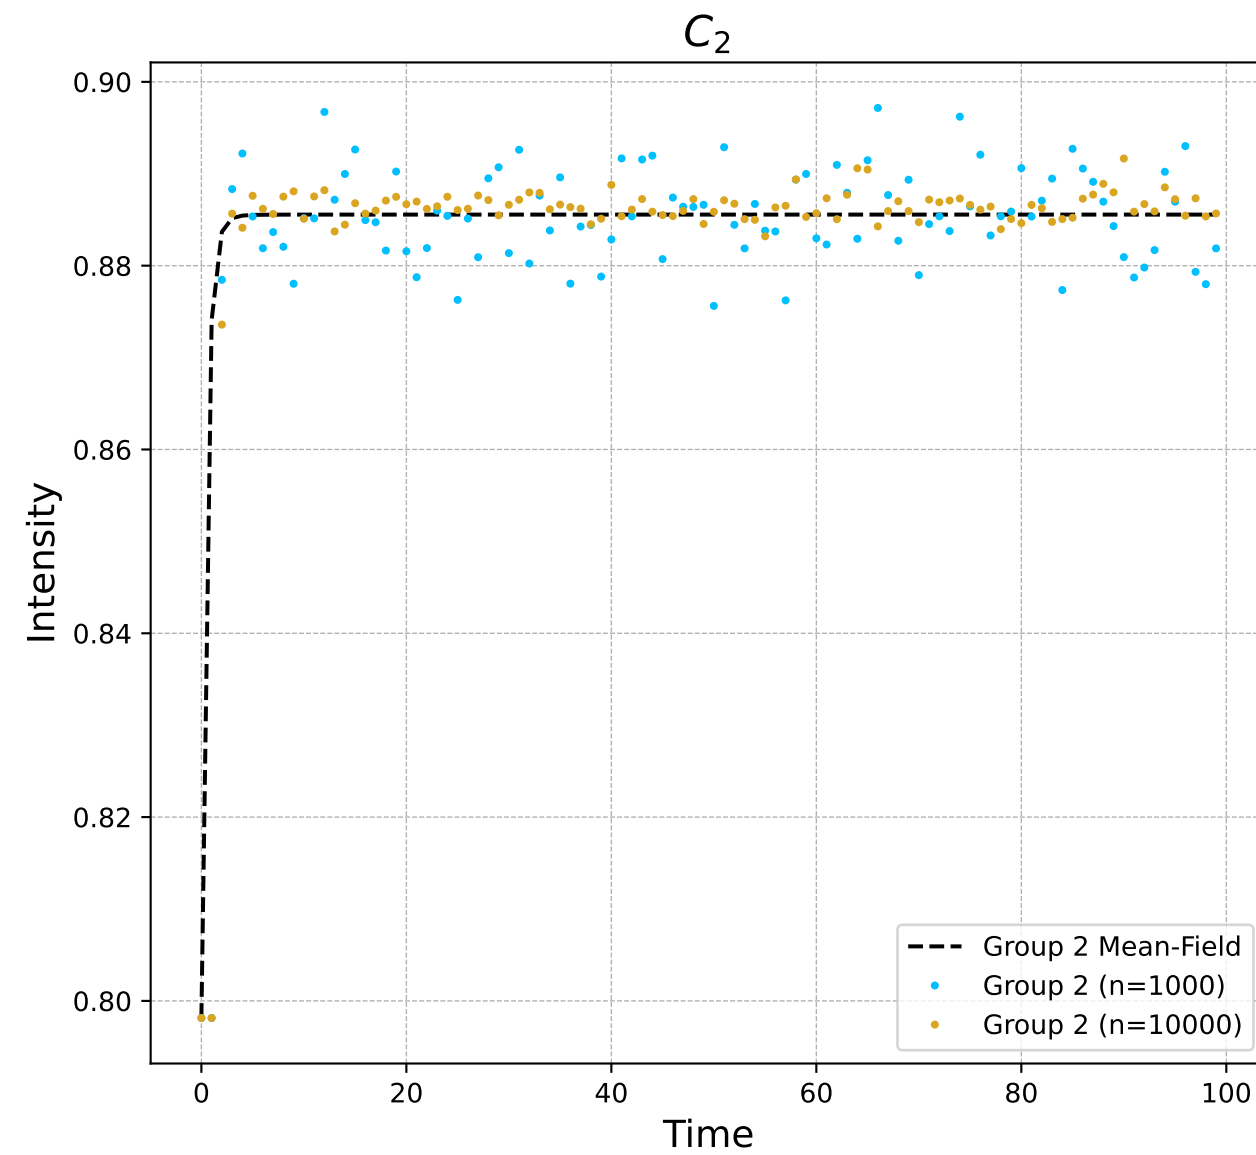 C₂
Intensity
0.90
0.88
0.86
0.84
0.82
0.80
0 20 40 60 80 100
Time
Group 2 Mean-Field
Group 2 (n=1000)
Group 2 (n=10000)